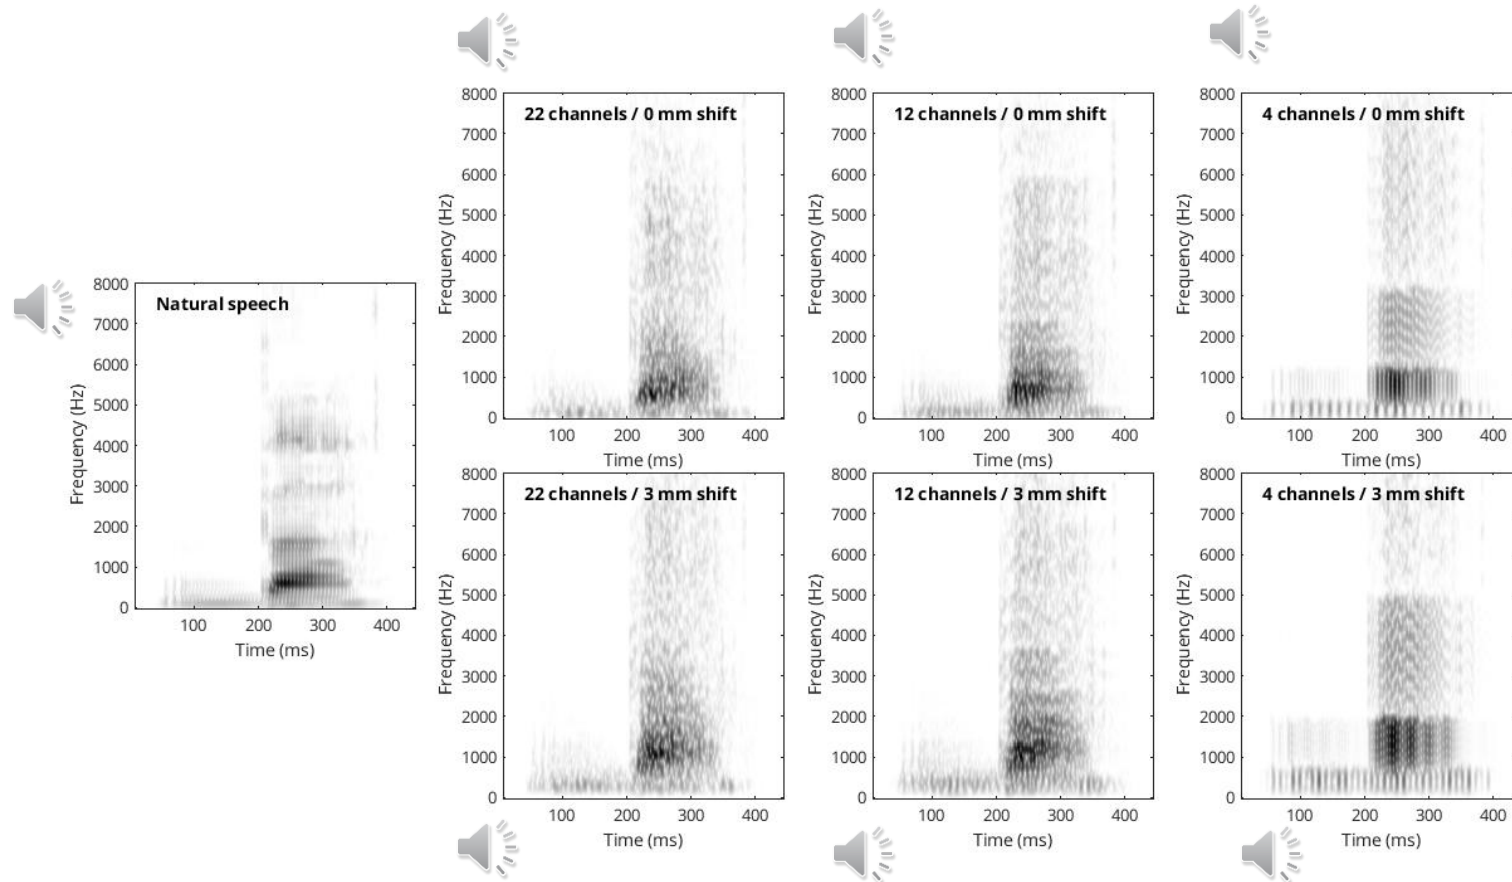 Natural speech
8000
7000
6000
5000
4000
3000
2000
1000
0
Frequency (Hz)
100 200 300 400
Time (ms)
22 channels / 0 mm shift
8000
7000
6000
5000
4000
3000
2000
1000
0
Frequency (Hz)
100 200 300 400
Time (ms)
12 channels / 0 mm shift
8000
7000
6000
5000
4000
3000
2000
1000
0
Frequency (Hz)
100 200 300 400
Time (ms)
4 channels / 0 mm shift
8000
7000
6000
5000
4000
3000
2000
1000
0
Frequency (Hz)
100 200 300 400
Time (ms)
22 channels / 3 mm shift
8000
7000
6000
5000
4000
3000
2000
1000
0
Frequency (Hz)
100 200 300 400
Time (ms)
12 channels / 3 mm shift
8000
7000
6000
5000
4000
3000
2000
1000
0
Frequency (Hz)
100 200 300 400
Time (ms)
4 channels / 3 mm shift
8000
7000
6000
5000
4000
3000
2000
1000
0
Frequency (Hz)
100 200 300 400
Time (ms)